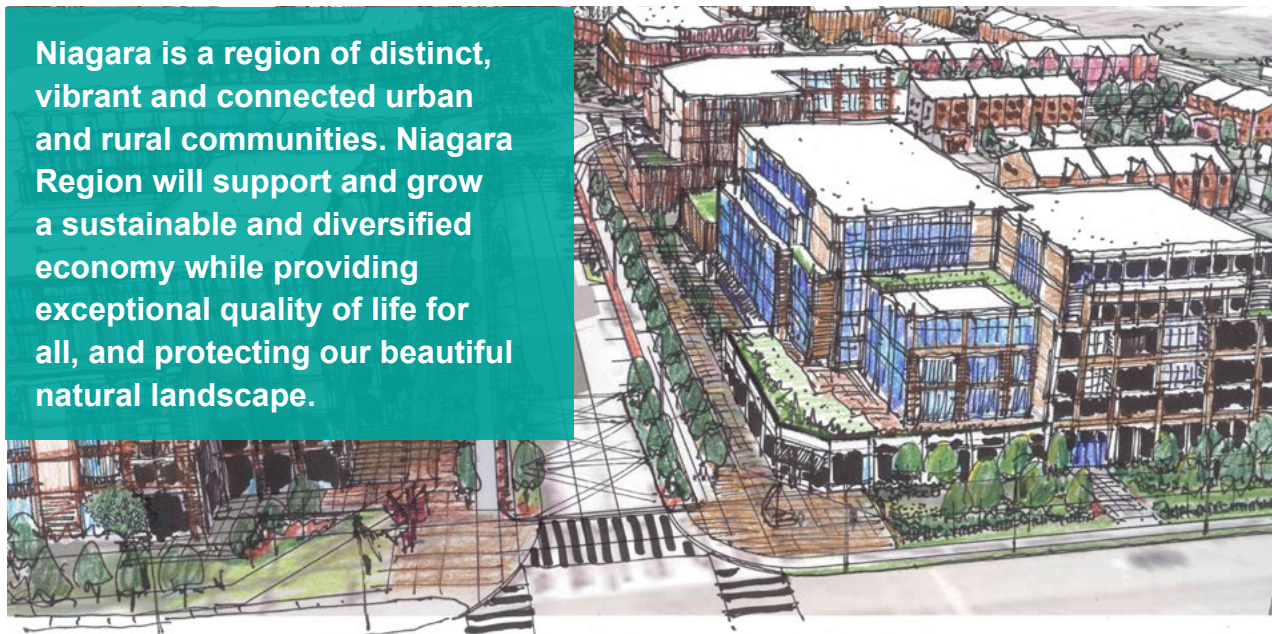 Niagara is a region of distinct,
vibrant and connected urban
and rural communities. Niagara
Region will support and grow
a sustainable and diversified
economy while providing
exceptional quality of life for
all, and protecting our beautiful
natural landscape.